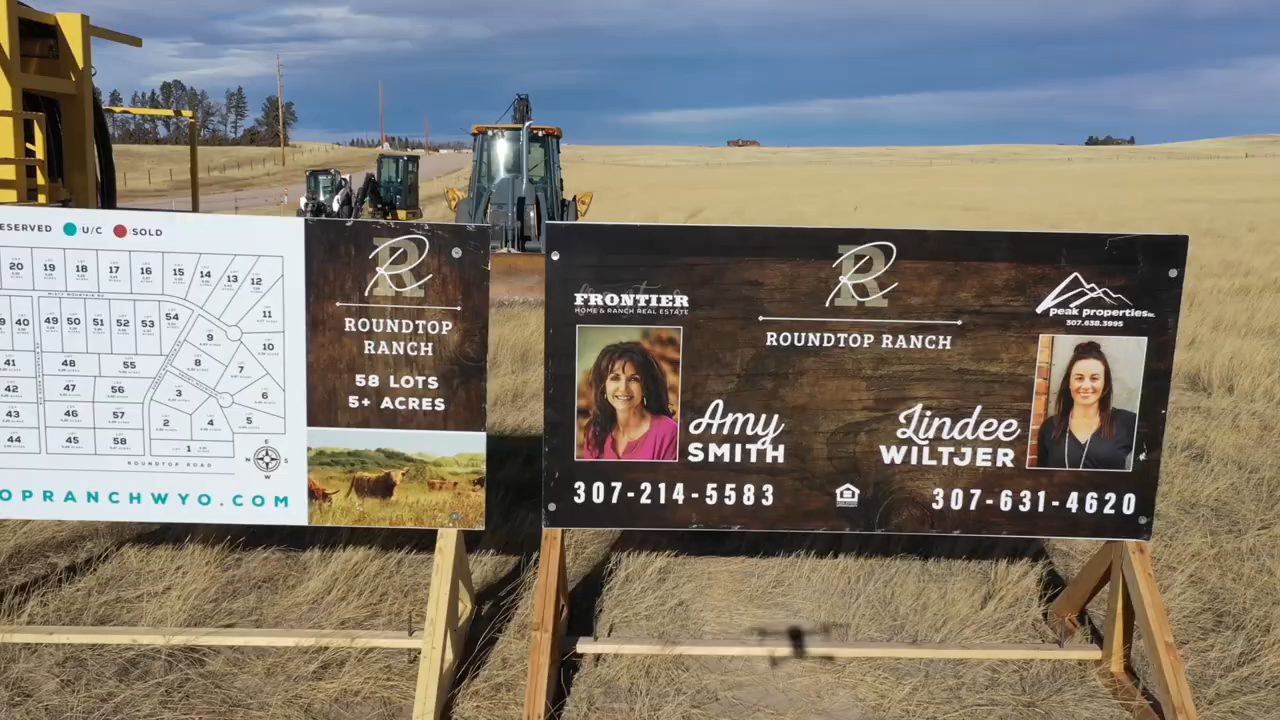 ESERVED U/C SOLD
20 19 18 17 16 15 14 13 12
11
39 40 49 50 51 52 53 54
9
10
41 48 55
8 7
42 47 56
3 6
43 46 57
2 4 5
44 45 58
1
ROUNDTOP ROAD
N E S W
OPRANCHWYO.COM
R
ROUNDTOP
RANCH
58 LOTS
5+ ACRES
FRONTIER
HOME & RANCH REAL ESTATE
R
ROUNDTOP RANCH
peak properties
307.638.3995
Amy
SMITH
307-214-5583
Lindee
WILTJER
307-631-4620